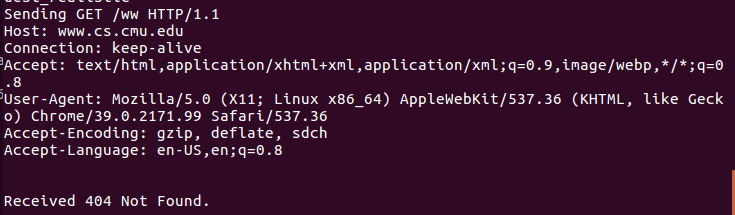 Sending GET /ww HTTP/1.1
Host: www.cs.cmu.edu
Connection: keep-alive
Accept: text/html,application/xhtml+xml,application/xml;q=0.9,image/webp,*/*;q=0
.8
User-Agent: Mozilla/5.0 (X11; Linux x86_64) AppleWebKit/537.36 (KHTML, like Geck
o) Chrome/39.0.2171.99 Safari/537.36
Accept-Encoding: gzip, deflate, sdch
Accept-Language: en-US,en;q=0.8
Received 404 Not Found.